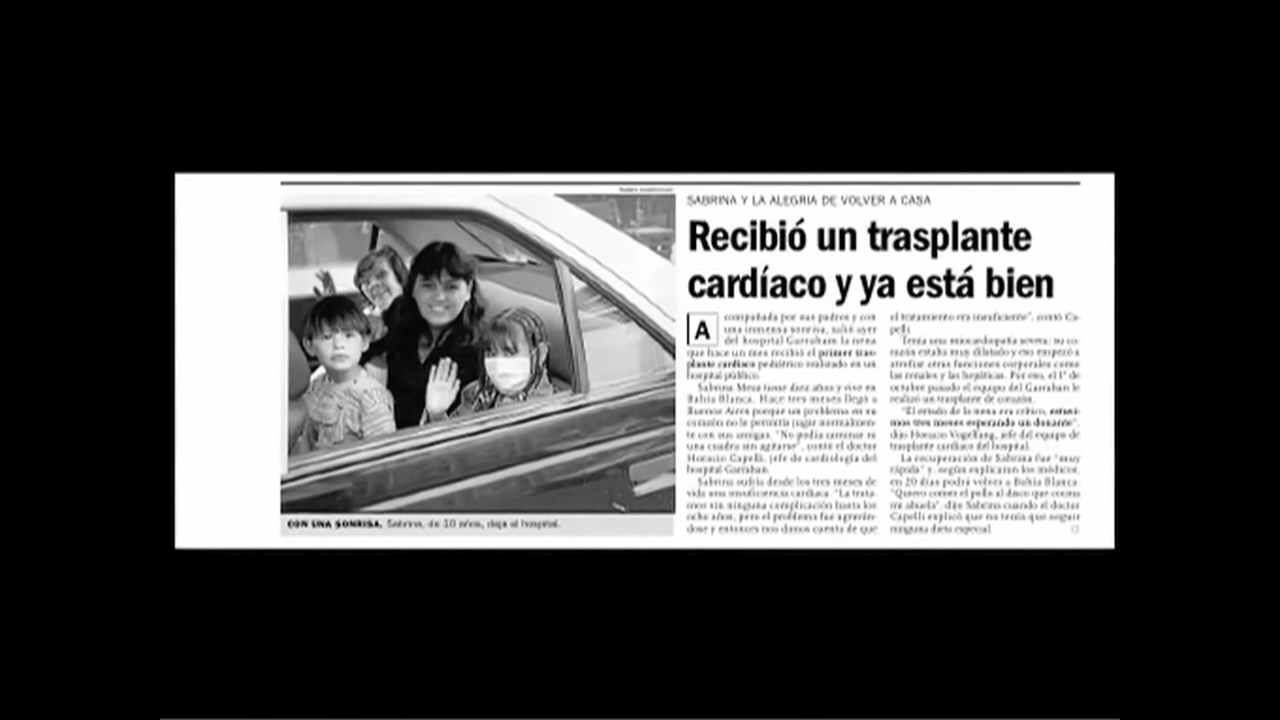 SABRINA Y LA ALEGRIA DE VOLVER A CASA
Recibió un trasplante
cardíaco y ya está bien
A compañada por sus padres y con
una inmensa sonrisa, salió ayer
del hospital Garrahan la nena
que hace un mes recibió el primer tras-
plante cardíaco pediátrico realizado en un
hospital público.
Sabrina Mesa tiene diez años y vive en
Bahía Blanca. Hace tres meses llegó a
Buenos Aires porque un problema en su
corazón no le permitía jugar normalmen-
te con sus amigas. "No podía caminar ni
una cuadra sin agitarse", contó el doctor
Horacio Capelli, jefe de cardiología del
hospital Garrahan.
Sabrina sufría desde los tres meses de
vida una insuficiencia cardíaca. "La trata-
mos sin ninguna complicación hasta los
ocho años, pero el problema fue agraván-
dose y entonces nos dimos cuenta de que
el tratamiento era insuficiente", contó Ca-
pelli.
Tenía una miocardiopatía severa: su co-
razón estaba muy dilatado y eso empezó a
atrofiar otras funciones corporales como
las renales y las hepáticas. Por eso, el 1° de
octubre pasado el equipo del Garrahan le
realizó un trasplante de corazón.
"El estado de la nena era crítico, estuvi-
mos tres meses esperando un donante",
dijo Horacio Vogelfang, jefe del equipo de
trasplante cardíaco del hospital.
La recuperación de Sabrina fue "muy
rápida" y, según explicaron los médicos,
en 20 días podrá volver a Bahía Blanca.
"Quiero comer el pollo al disco que cocina
mi abuela", dijo Sabrina cuando el doctor
Capelli explicó que no tenía que seguir
ninguna dieta especial.
CON UNA SONRISA. Sabrina, de 10 años, deja el hospital.